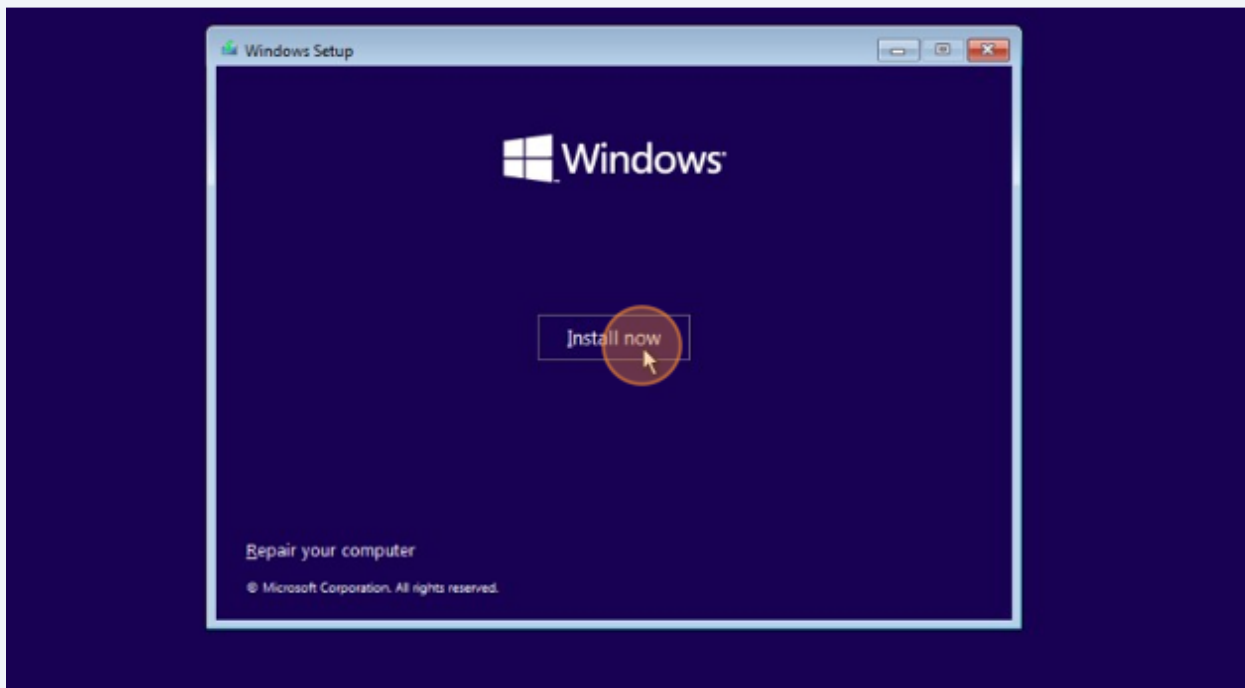 Windows Setup
Windows
Install now
Repair your computer
© Microsoft Corporation. All rights reserved.